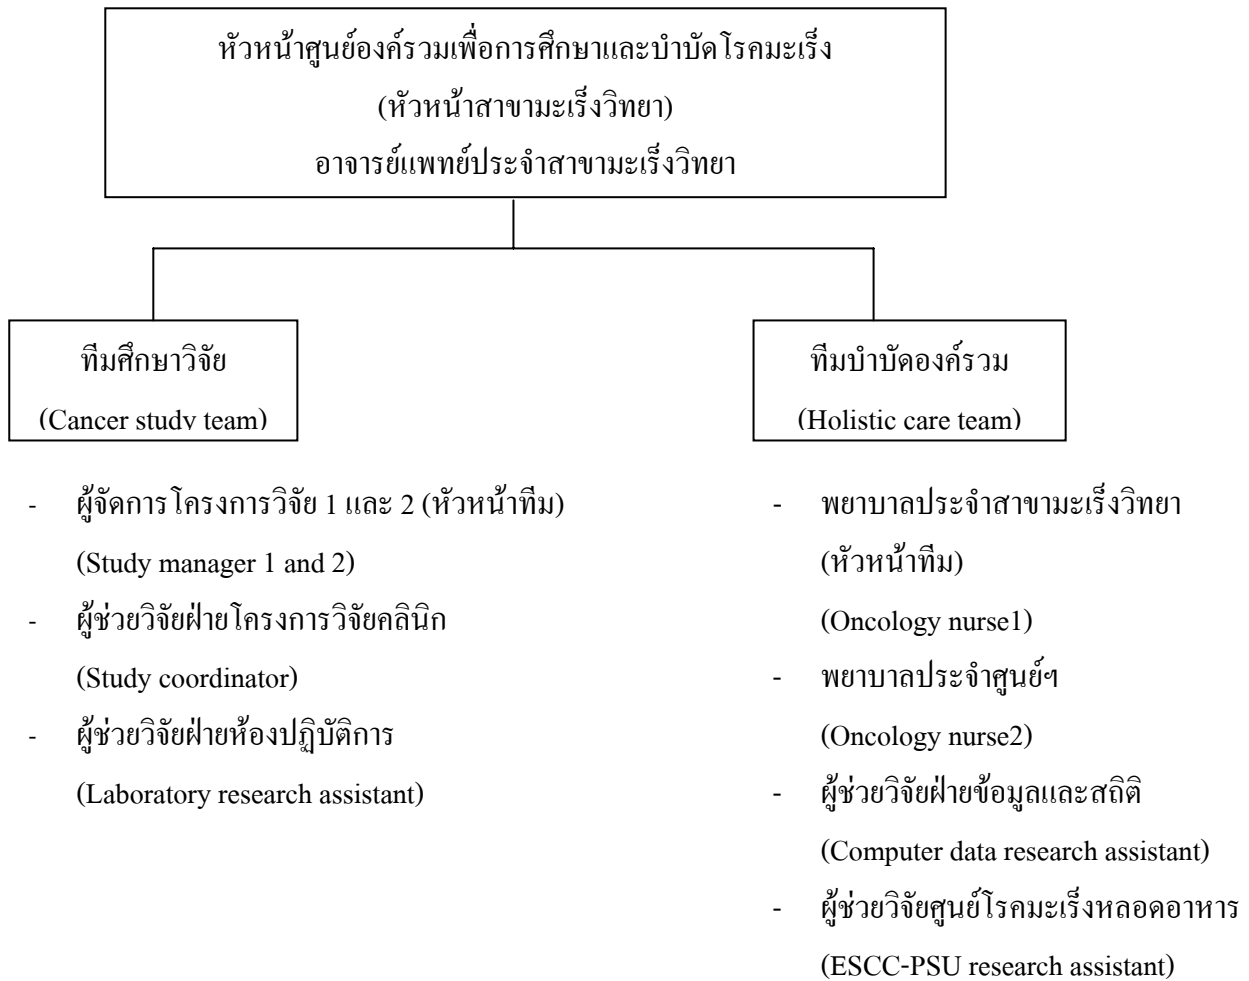 หัวหน้าศูนย์องค์รวมเพื่อการศึกษาและบำบัดโรคมะเร็ง
(หัวหน้าสาขามะเร็งวิทยา)
อาจารย์แพทย์ประจำสาขามะเร็งวิทยา
ทีมศึกษาวิจัย
(Cancer study team)
- ผู้จัดการโครงการวิจัย 1 และ 2 (หัวหน้าทีม)
(Study manager 1 and 2)
- ผู้ช่วยวิจัยฝ่ายโครงการวิจัยคลินิก
(Study coordinator)
- ผู้ช่วยวิจัยฝ่ายห้องปฏิบัติการ
(Laboratory research assistant)
ทีมบำบัดองค์รวม
(Holistic care team)
- พยาบาลประจำสาขามะเร็งวิทยา
(หัวหน้าทีม)
(Oncology nurse1)
- พยาบาลประจำศูนย์ฯ
(Oncology nurse2)
- ผู้ช่วยวิจัยฝ่ายข้อมูลและสถิติ
(Computer data research assistant)
- ผู้ช่วยวิจัยศูนย์โรคมะเร็งหลอดอาหาร
(ESCC-PSU research assistant)